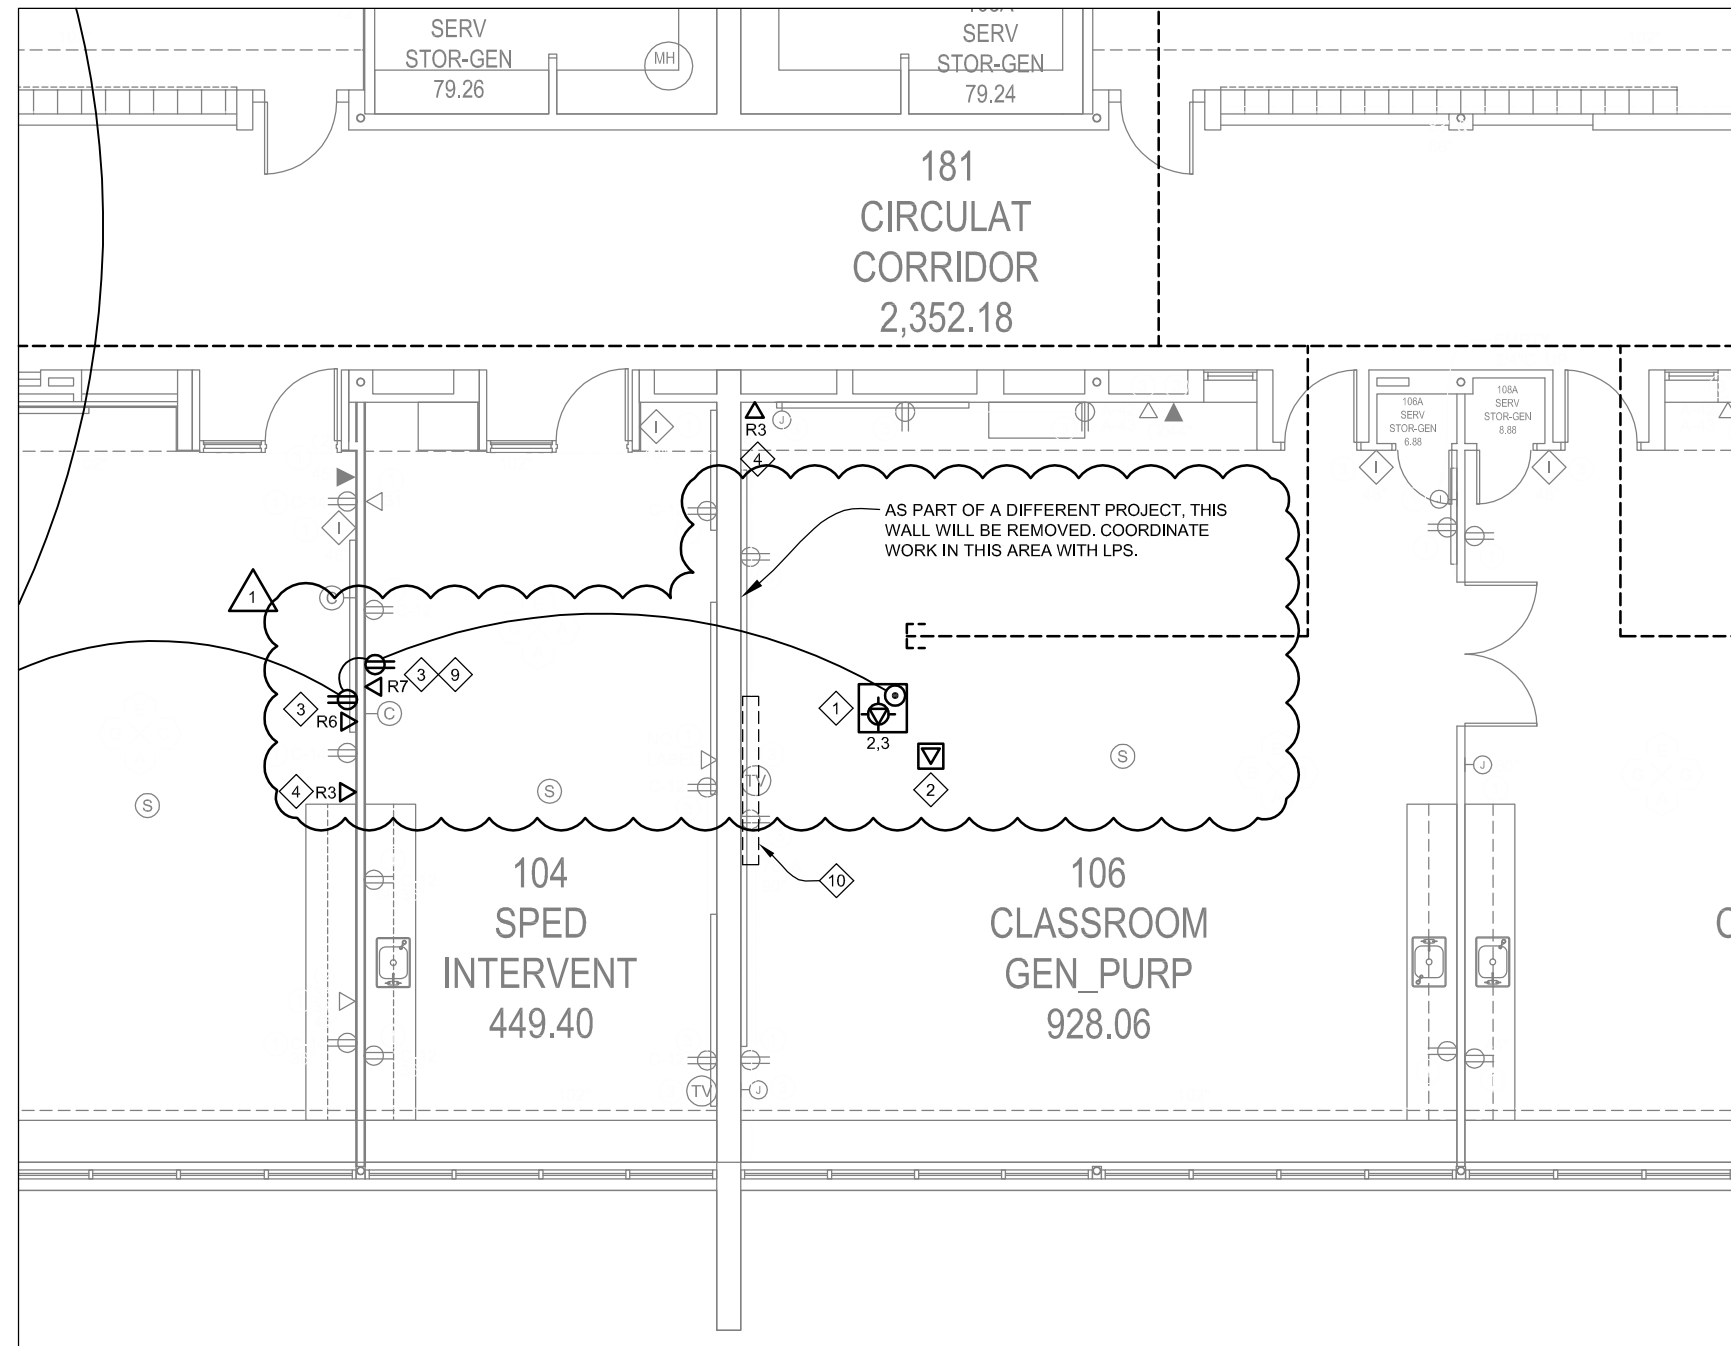 SERV
STOR-GEN
79.26
MH
SERV
STOR-GEN
79.24
181
CIRCULAT
CORRIDOR
2,352.18
106A
SERV
STOR-GEN
6.88
108A
SERV
STOR-GEN
8.88
I
R3
J
4
I
I
J
I
AS PART OF A DIFFERENT PROJECT, THIS
WALL WILL BE REMOVED. COORDINATE
WORK IN THIS AREA WITH LPS.
1
C
3
9
R7
3
R6
C
1
2,3
2
S
J
TV
4
R3
S
S
10
104
SPED
INTERVENT
449.40
106
CLASSROOM
GEN_PURP
928.06
C
TV
J